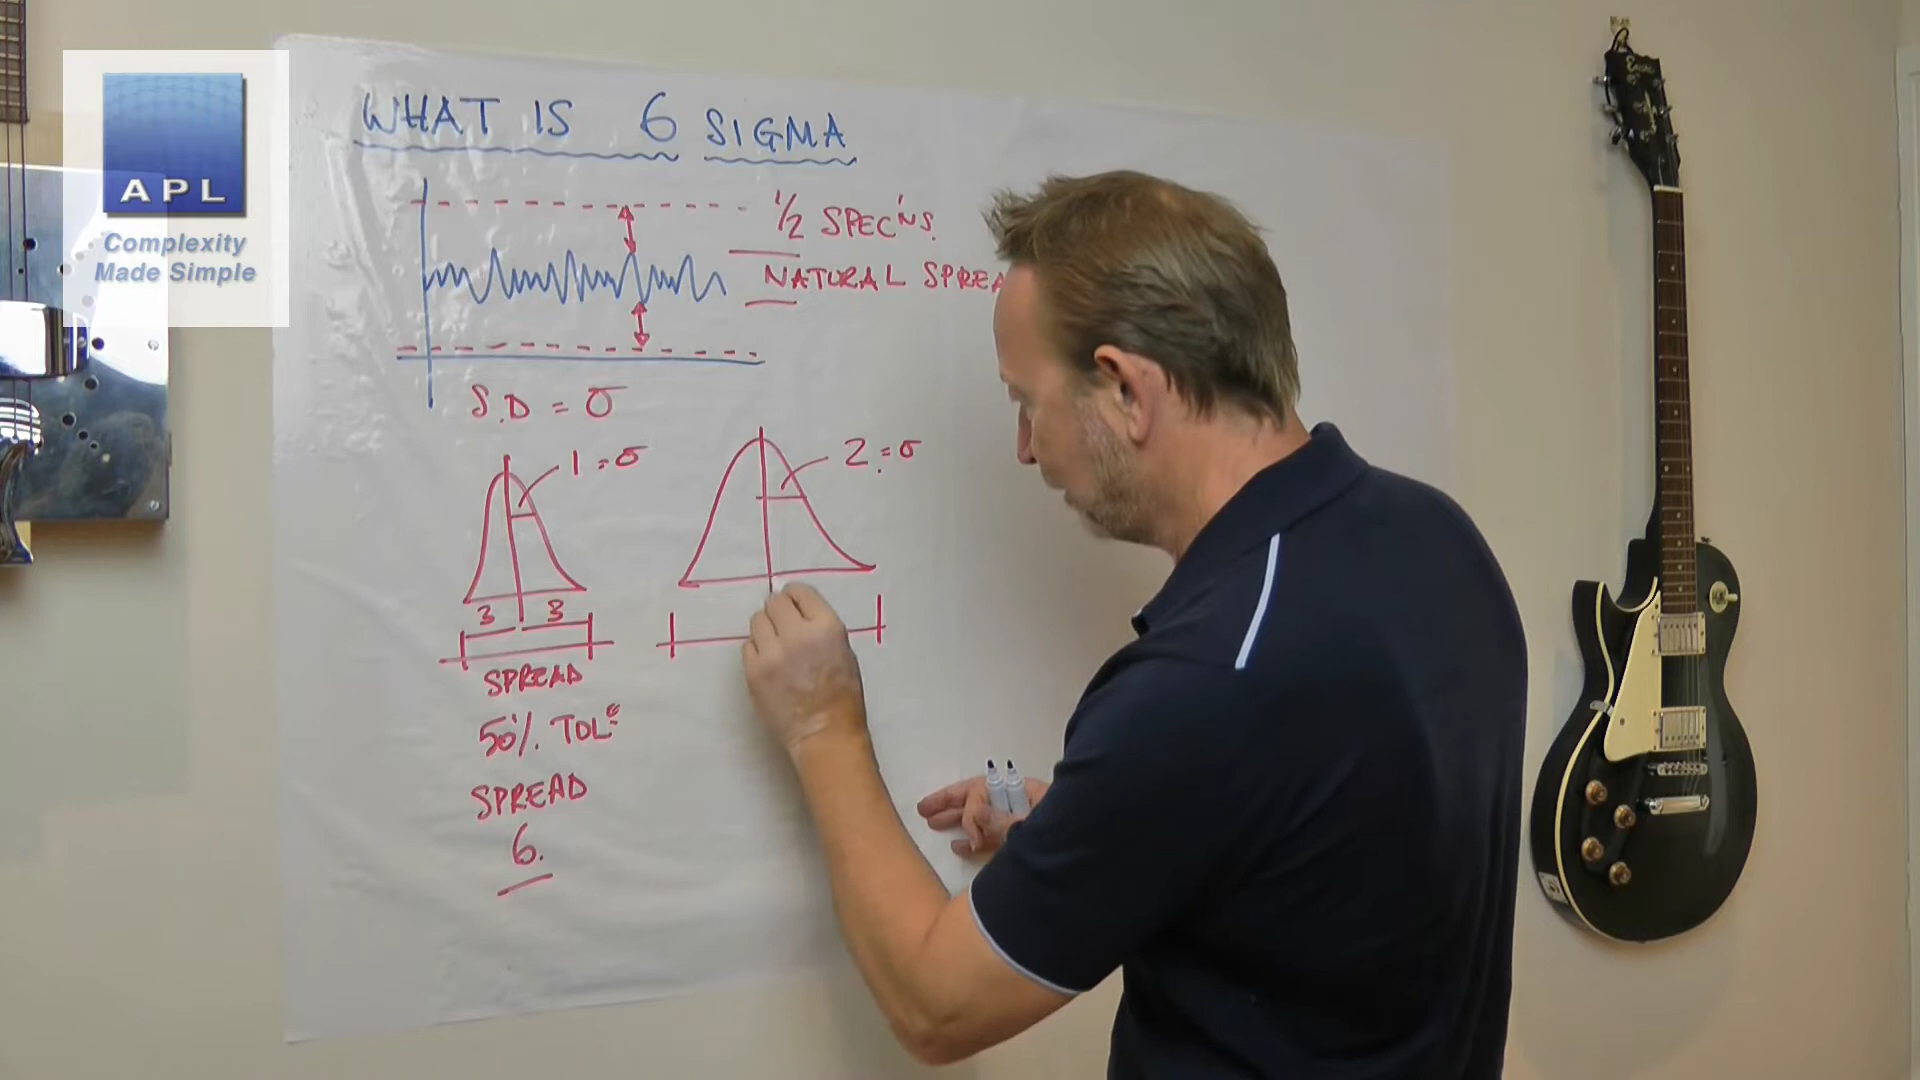 APL
Complexity
Made Simple
WHAT IS 6 SIGMA
1/2 SPEC'NS.
NATURAL SPREA
S.D = σ
1 = σ
2 = σ
3 3
SPREAD
50% TOLᶜᵉ
SPREAD
6.